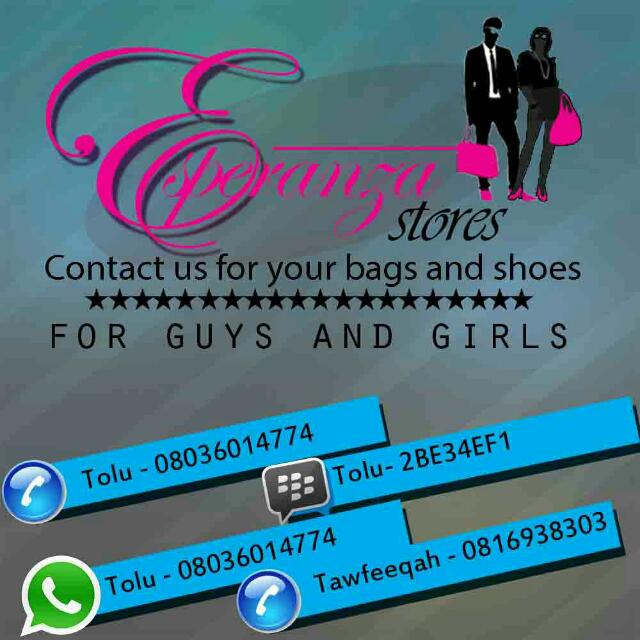 Esperanza
stores
Contact us for your bags and shoes
FOR GUYS AND GIRLS
Tolu - 08036014774
Tolu- 2BE34EF1
Tolu - 08036014774
Tawfeeqah - 0816938303